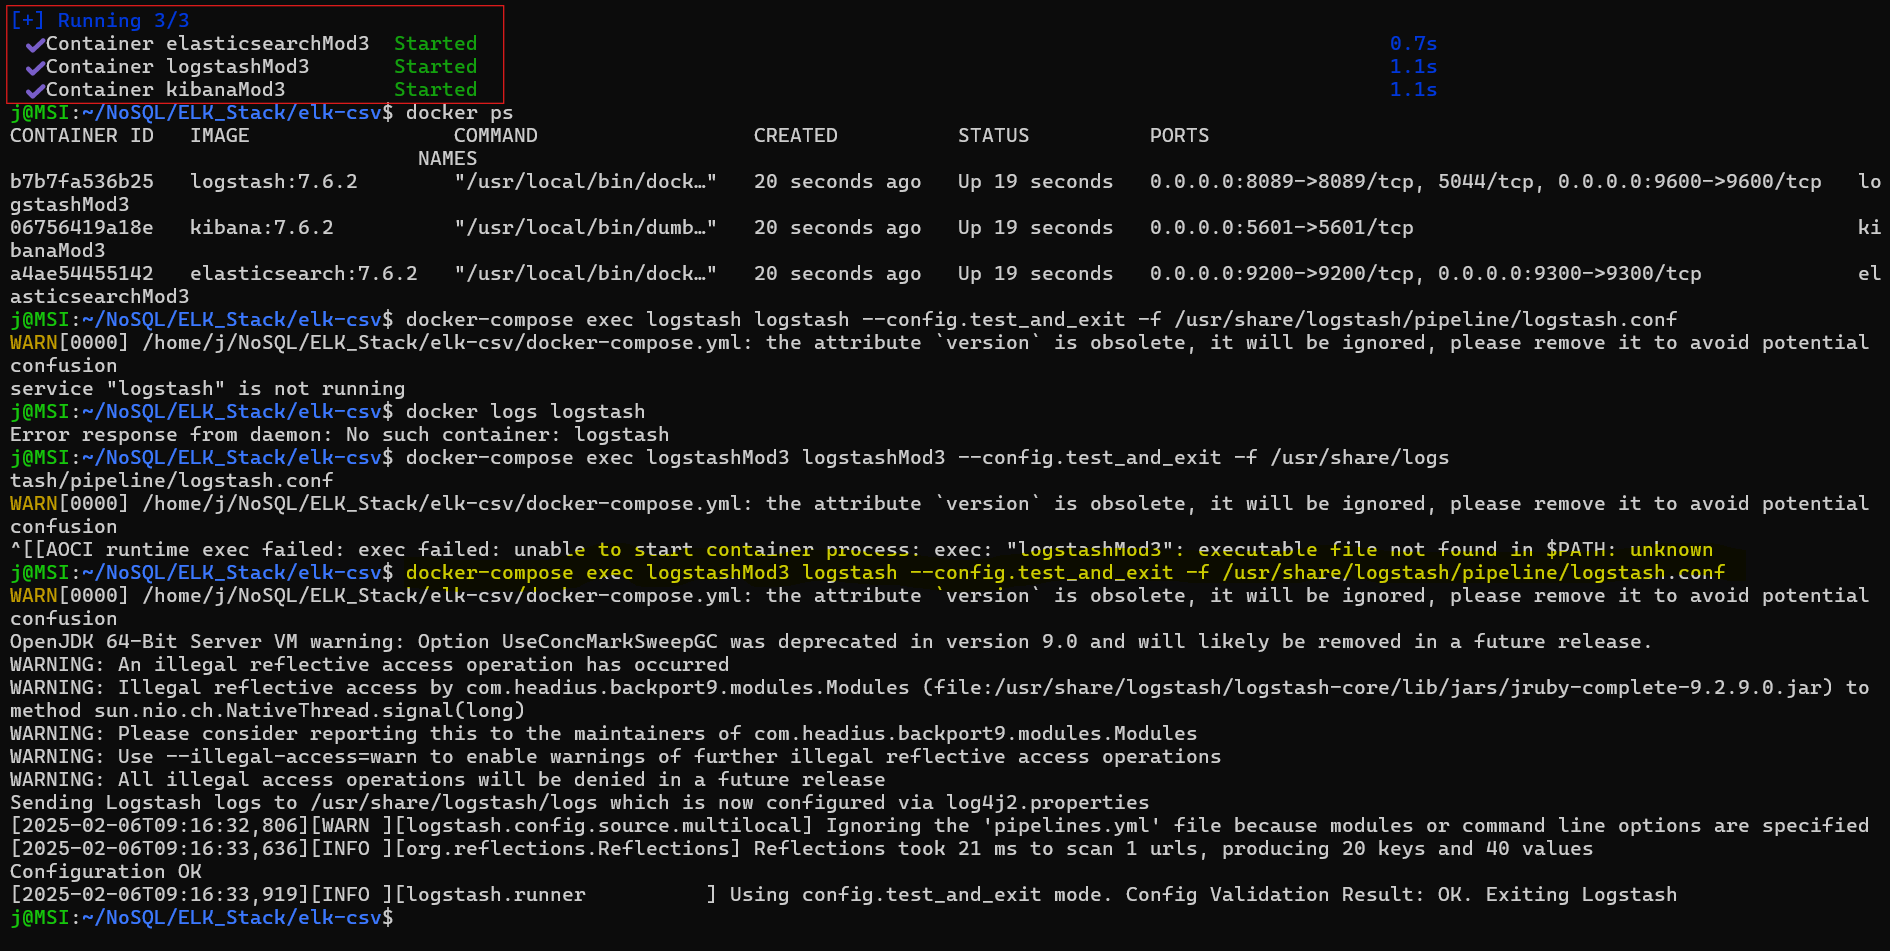 [+] Running 3/3
✔Container elasticsearchMod3  Started 0.7s
✔Container logstashMod3       Started 1.1s
✔Container kibanaMod3         Started 1.1s
j@MSI:~/NoSQL/ELK_Stack/elk-csv$ docker ps
CONTAINER ID   IMAGE                 COMMAND                  CREATED          STATUS          PORTS
NAMES
b7b7fa536b25   logstash:7.6.2        "/usr/local/bin/dock…"   20 seconds ago   Up 19 seconds   0.0.0.0:8089->8089/tcp, 5044/tcp, 0.0.0.0:9600->9600/tcp   lo
gstashMod3
06756419a18e   kibana:7.6.2          "/usr/local/bin/dumb…"   20 seconds ago   Up 19 seconds   0.0.0.0:5601->5601/tcp                                     ki
banaMod3
a4ae54455142   elasticsearch:7.6.2   "/usr/local/bin/dock…"   20 seconds ago   Up 19 seconds   0.0.0.0:9200->9200/tcp, 0.0.0.0:9300->9300/tcp             el
asticsearchMod3
j@MSI:~/NoSQL/ELK_Stack/elk-csv$ docker-compose exec logstash logstash --config.test_and_exit -f /usr/share/logstash/pipeline/logstash.conf
WARN[0000] /home/j/NoSQL/ELK_Stack/elk-csv/docker-compose.yml: the attribute `version` is obsolete, it will be ignored, please remove it to avoid potential
confusion
service "logstash" is not running
j@MSI:~/NoSQL/ELK_Stack/elk-csv$ docker logs logstash
Error response from daemon: No such container: logstash
j@MSI:~/NoSQL/ELK_Stack/elk-csv$ docker-compose exec logstashMod3 logstashMod3 --config.test_and_exit -f /usr/share/logs
tash/pipeline/logstash.conf
WARN[0000] /home/j/NoSQL/ELK_Stack/elk-csv/docker-compose.yml: the attribute `version` is obsolete, it will be ignored, please remove it to avoid potential
confusion
^[[AOCI runtime exec failed: exec failed: unable to start container process: exec: "logstashMod3": executable file not found in $PATH: unknown
j@MSI:~/NoSQL/ELK_Stack/elk-csv$ docker-compose exec logstashMod3 logstash --config.test_and_exit -f /usr/share/logstash/pipeline/logstash.conf
WARN[0000] /home/j/NoSQL/ELK_Stack/elk-csv/docker-compose.yml: the attribute `version` is obsolete, it will be ignored, please remove it to avoid potential
confusion
OpenJDK 64-Bit Server VM warning: Option UseConcMarkSweepGC was deprecated in version 9.0 and will likely be removed in a future release.
WARNING: An illegal reflective access operation has occurred
WARNING: Illegal reflective access by com.headius.backport9.modules.Modules (file:/usr/share/logstash/logstash-core/lib/jars/jruby-complete-9.2.9.0.jar) to
method sun.nio.ch.NativeThread.signal(long)
WARNING: Please consider reporting this to the maintainers of com.headius.backport9.modules.Modules
WARNING: Use --illegal-access=warn to enable warnings of further illegal reflective access operations
WARNING: All illegal access operations will be denied in a future release
Sending Logstash logs to /usr/share/logstash/logs which is now configured via log4j2.properties
[2025-02-06T09:16:32,806][WARN ][logstash.config.source.multilocal] Ignoring the 'pipelines.yml' file because modules or command line options are specified
[2025-02-06T09:16:33,636][INFO ][org.reflections.Reflections] Reflections took 21 ms to scan 1 urls, producing 20 keys and 40 values
Configuration OK
[2025-02-06T09:16:33,919][INFO ][logstash.runner          ] Using config.test_and_exit mode. Config Validation Result: OK. Exiting Logstash
j@MSI:~/NoSQL/ELK_Stack/elk-csv$